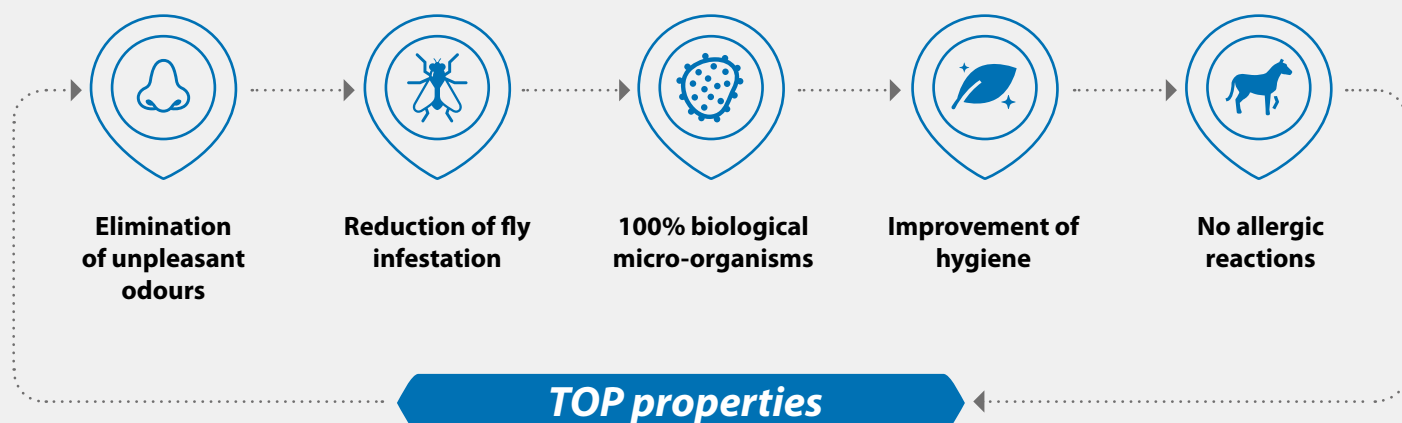 Elimination
of unpleasant
odours
Reduction of fly
infestation
100% biological
micro-organisms
Improvement of
hygiene
No allergic
reactions
TOP properties